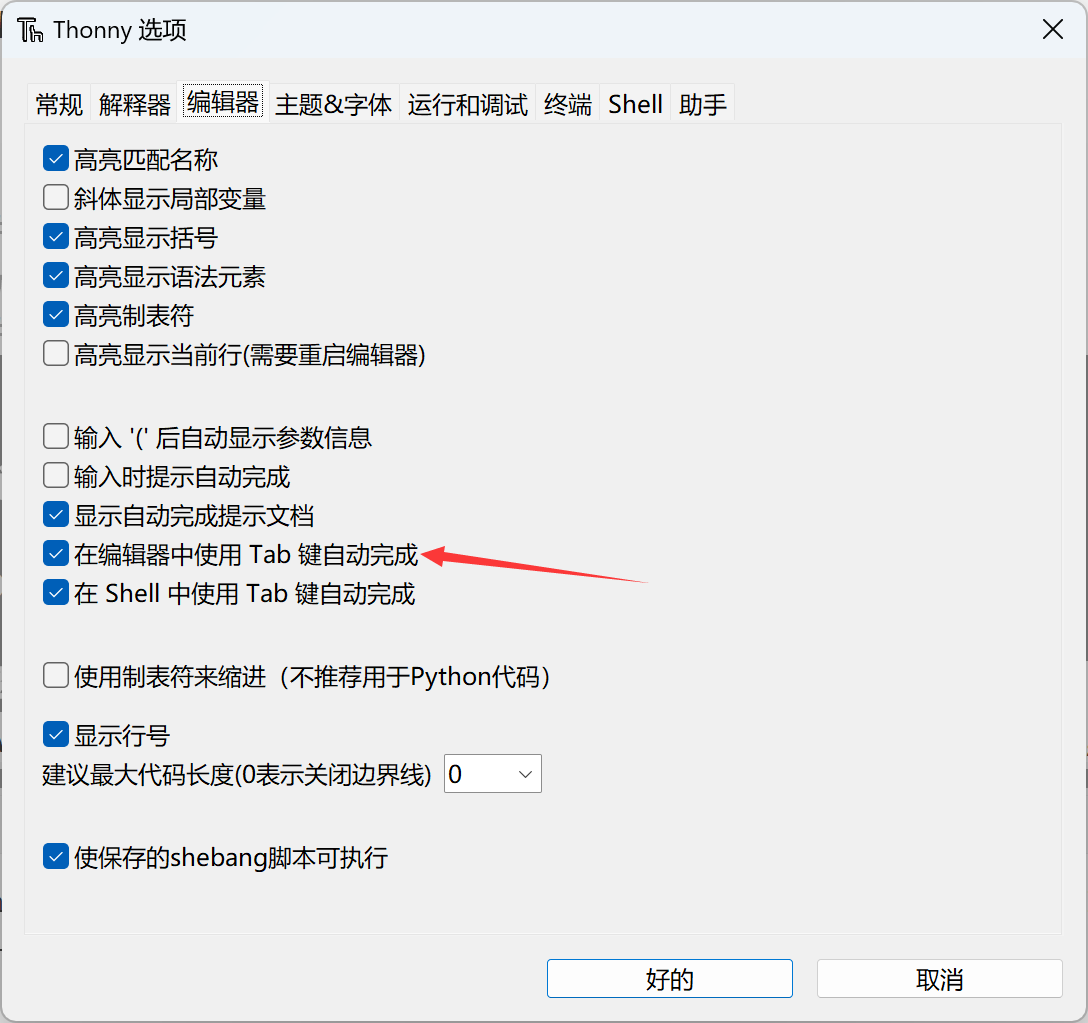 Thonny 选项
常规 解释器 编辑器 主题&字体 运行和调试 终端 Shell 助手
高亮匹配名称
斜体显示局部变量
高亮显示括号
高亮显示语法元素
高亮制表符
高亮显示当前行(需要重启编辑器)
输入 '(' 后自动显示参数信息
输入时提示自动完成
显示自动完成提示文档
在编辑器中使用 Tab 键自动完成
在 Shell 中使用 Tab 键自动完成
使用制表符来缩进（不推荐用于Python代码）
显示行号
建议最大代码长度(0表示关闭边界线) 0
使保存的shebang脚本可执行
好的 取消